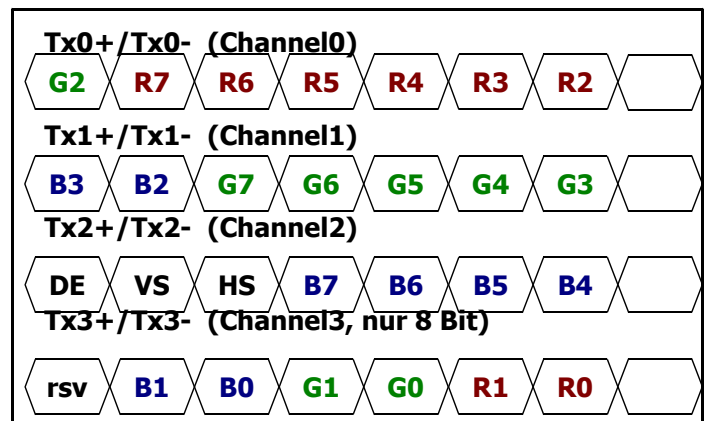 Tx0+/Tx0- (Channel0)
G2 R7 R6 R5 R4 R3 R2
Tx1+/Tx1- (Channel1)
B3 B2 G7 G6 G5 G4 G3
Tx2+/Tx2- (Channel2)
DE VS HS B7 B6 B5 B4
Tx3+/Tx3- (Channel3, nur 8 Bit)
rsv B1 B0 G1 G0 R1 R0